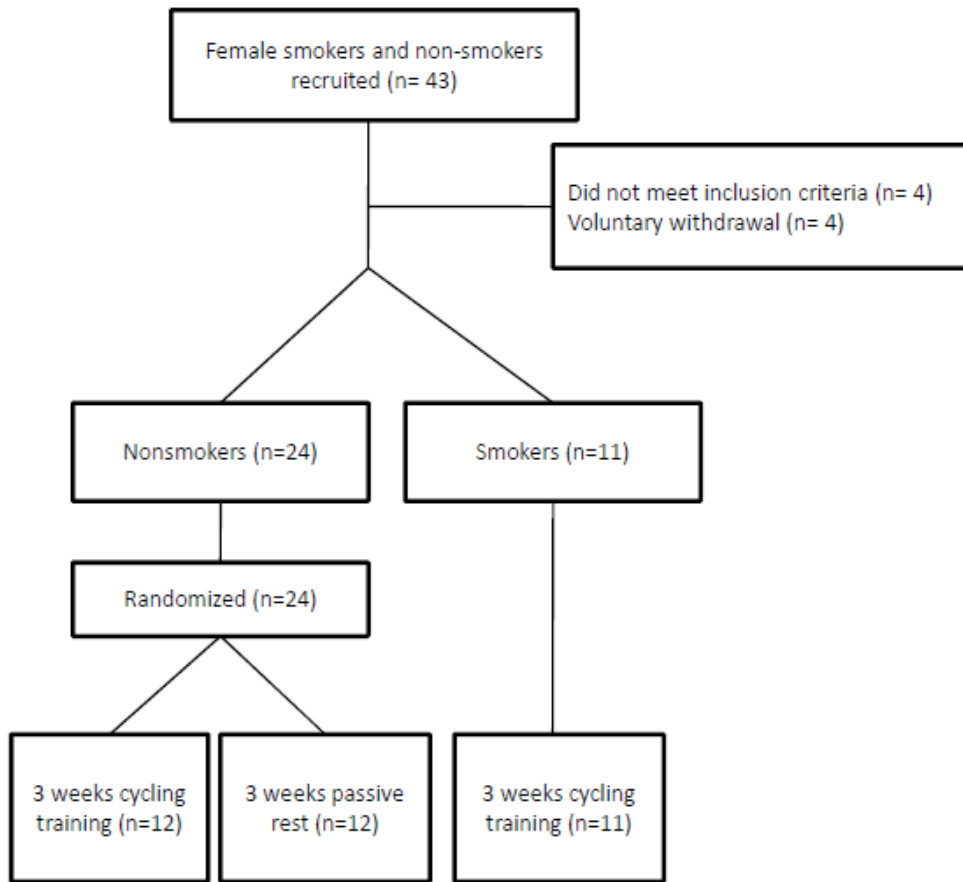 Female smokers and non-smokers
recruited (n= 43)
Did not meet inclusion criteria (n= 4)
Voluntary withdrawal (n= 4)
Nonsmokers (n=24)
Smokers (n=11)
Randomized (n=24)
3 weeks cycling
training (n=12)
3 weeks passive
rest (n=12)
3 weeks cycling
training (n=11)